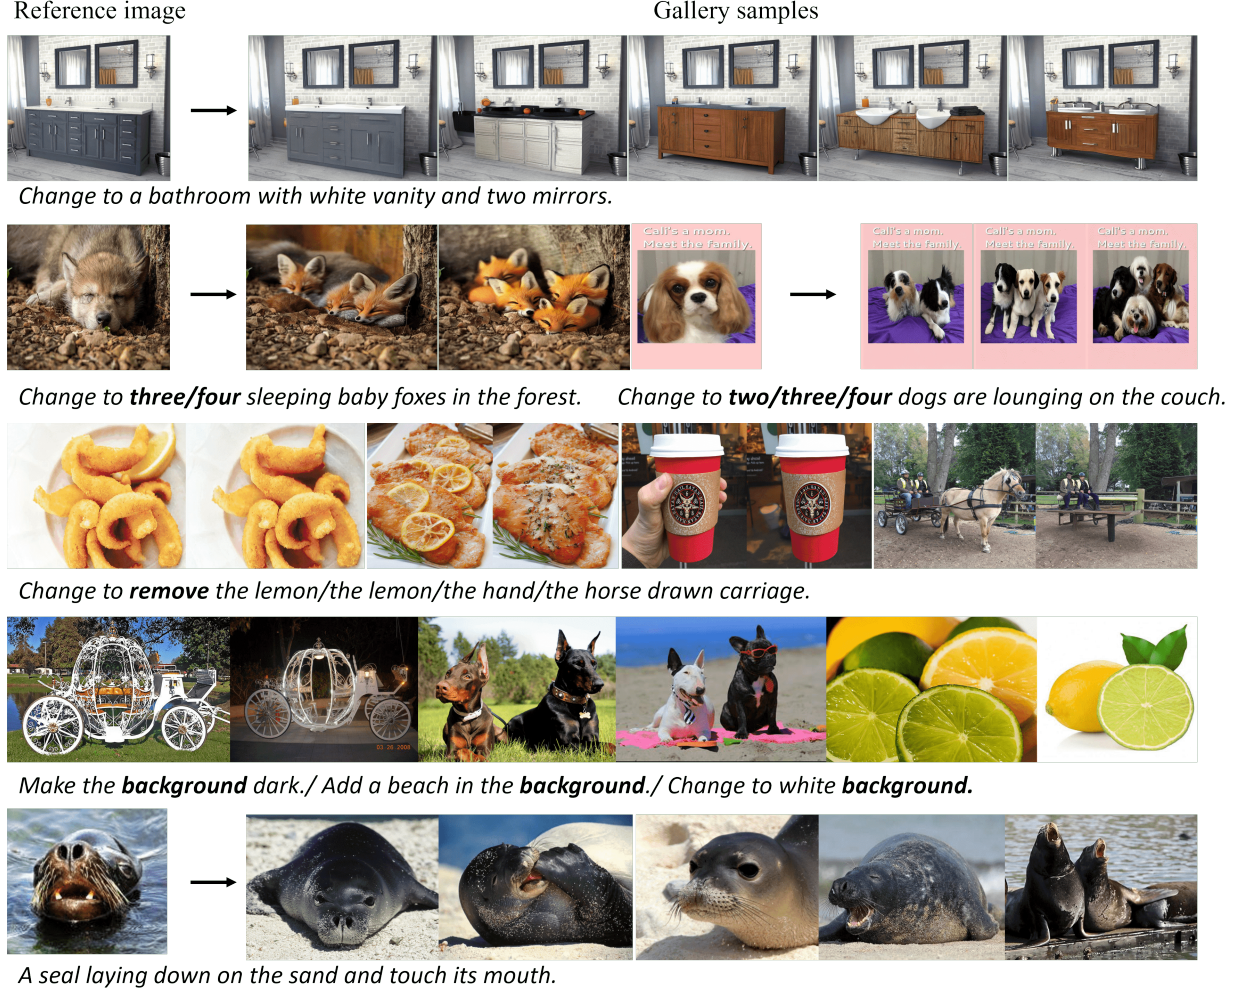 Reference image
Gallery samples
Change to a bathroom with white vanity and two mirrors.
Cali's a mom.
Meet the family.
Cali's a mom.
Meet the family.
Cali's a mom.
Meet the family.
Cali's a mom.
Meet the family.
Change to three/four sleeping baby foxes in the forest.
Change to two/three/four dogs are lounging on the couch.
Change to remove the lemon/the lemon/the hand/the horse drawn carriage.
Make the background dark./ Add a beach in the background./ Change to white background.
A seal laying down on the sand and touch its mouth.